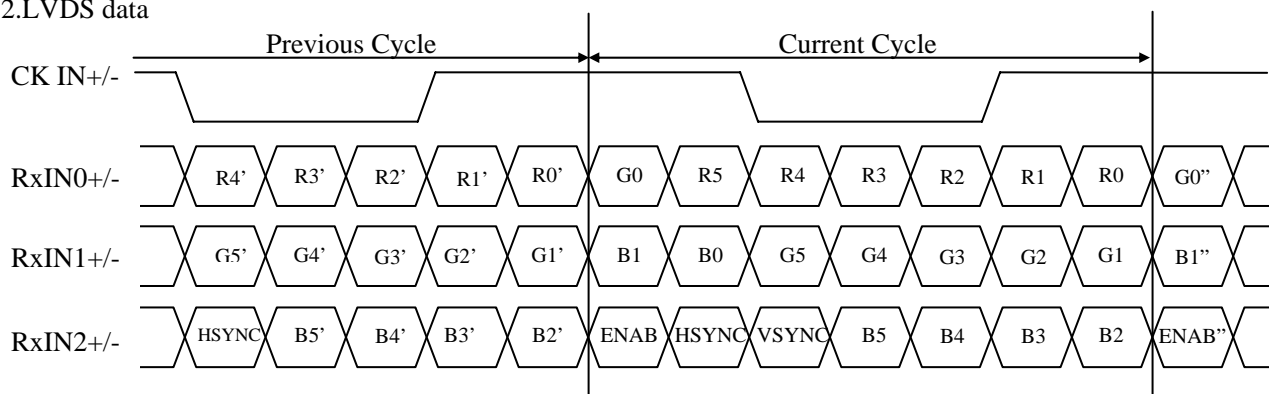 2.LVDS data
Previous Cycle Current Cycle
CK IN+/-
RxIN0+/- R4’ R3’ R2’ R1’ R0’ G0 R5 R4 R3 R2 R1 R0 G0”
RxIN1+/- G5’ G4’ G3’ G2’ G1’ B1 B0 G5 G4 G3 G2 G1 B1”
RxIN2+/- HSYNC B5’ B4’ B3’ B2’ ENAB HSYNC VSYNC B5 B4 B3 B2 ENAB”